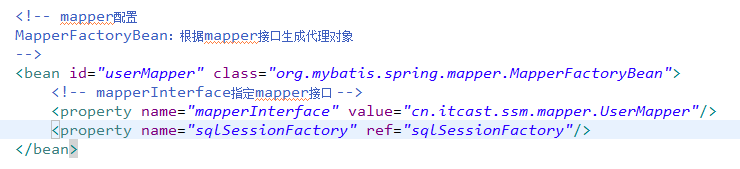 <!-- mapper配置
MapperFactoryBean：根据mapper接口生成代理对象
-->
<bean id="userMapper" class="org.mybatis.spring.mapper.MapperFactoryBean">
<!-- mapperInterface指定mapper接口 -->
<property name="mapperInterface" value="cn.itcast.ssm.mapper.UserMapper"/>
<property name="sqlSessionFactory" ref="sqlSessionFactory"/>
</bean>